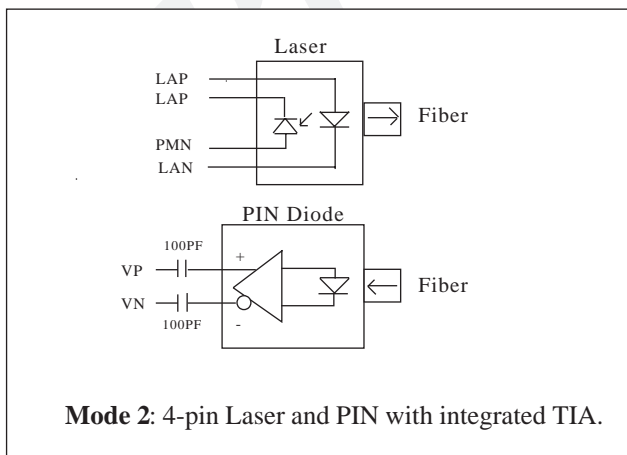 Laser
LAP
LAP
Fiber
PMN
LAN
PIN Diode
100PF
+
VP
Fiber
VN
-
100PF
Mode 2: 4-pin Laser and PIN with integrated TIA.